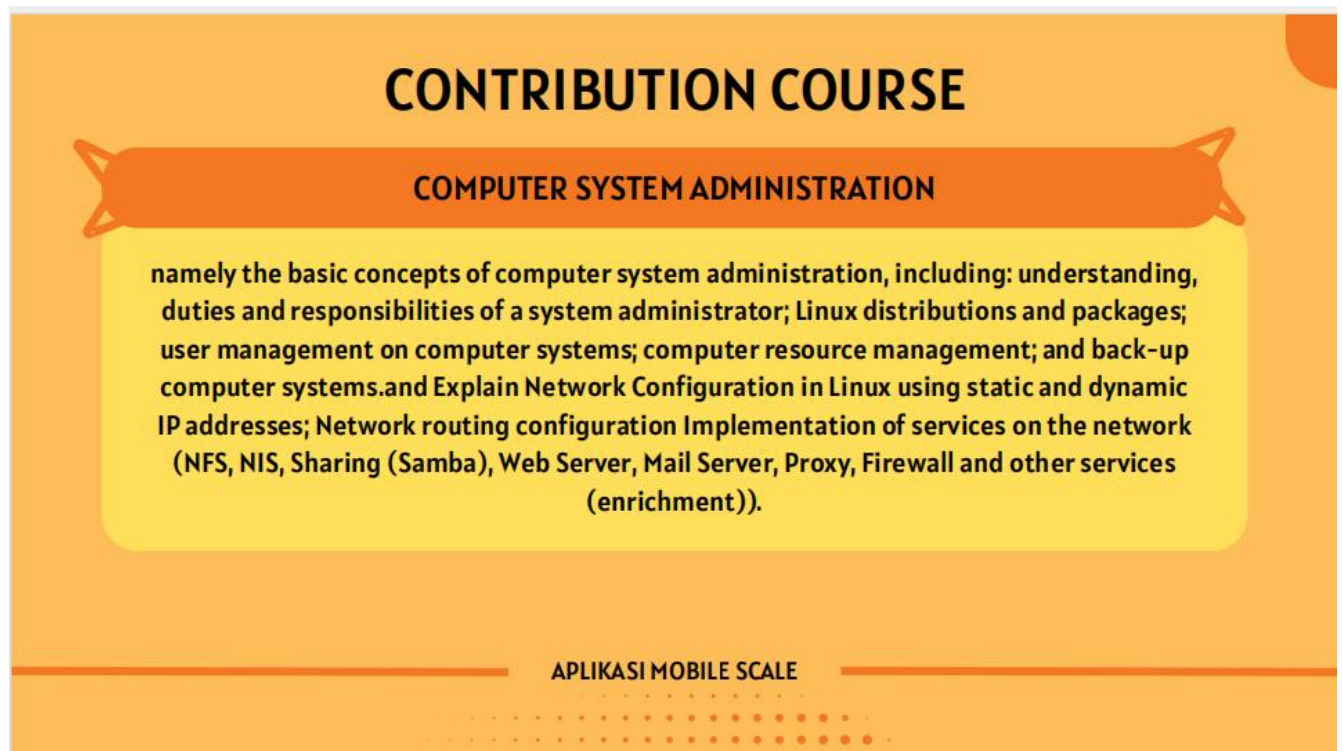 CONTRIBUTION COURSE
COMPUTER SYSTEM ADMINISTRATION
namely the basic concepts of computer system administration, including: understanding,
duties and responsibilities of a system administrator; Linux distributions and packages;
user management on computer systems; computer resource management; and back-up
computer systems.and Explain Network Configuration in Linux using static and dynamic
IP addresses; Network routing configuration Implementation of services on the network
(NFS, NIS, Sharing (Samba), Web Server, Mail Server, Proxy, Firewall and other services
(enrichment)).
APLIKASI MOBILE SCALE